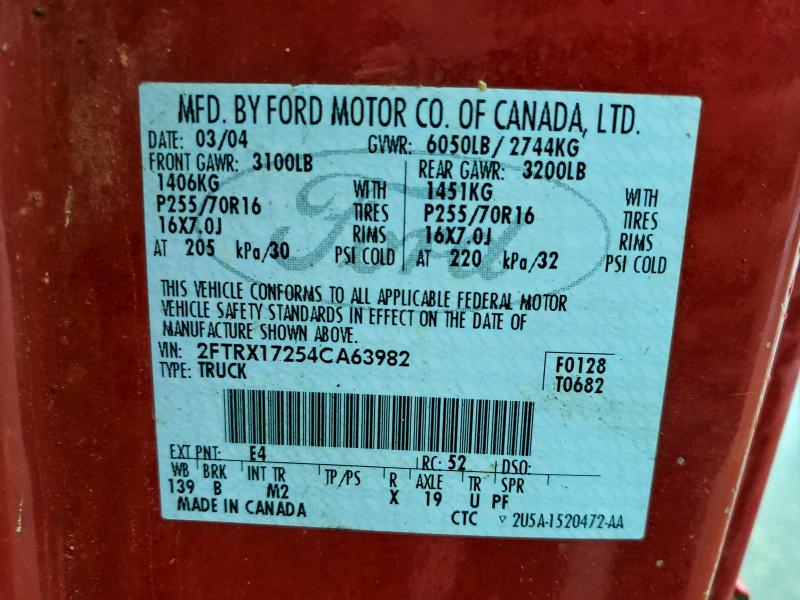 MFD. BY FORD MOTOR CO. OF CANADA, LTD.
DATE: 03/04 GVWR: 6050LB/ 2744KG
FRONT GAWR: 3100LB REAR GAWR: 3200LB
1406KG WITH 1451KG WITH
P255/70R16 TIRES P255/70R16 TIRES
16X7.0J RIMS 16X7.0J RIMS
AT 205 kPa/30 PSI COLD AT 220 kPa/32 PSI COLD
Ford
THIS VEHICLE CONFORMS TO ALL APPLICABLE FEDERAL MOTOR
VEHICLE SAFETY STANDARDS IN EFFECT ON THE DATE OF
MANUFACTURE SHOWN ABOVE.
VIN: 2FTRX17254CA63982 F0128
TYPE: TRUCK T0682
EXT PNT: E4 RC: 52 DSO:
WB BRK INT TR TP/PS R AXLE TR SPR
139 B M2 X 19 U PF
MADE IN CANADA CTC ▽ 2U5A-1520472-AA